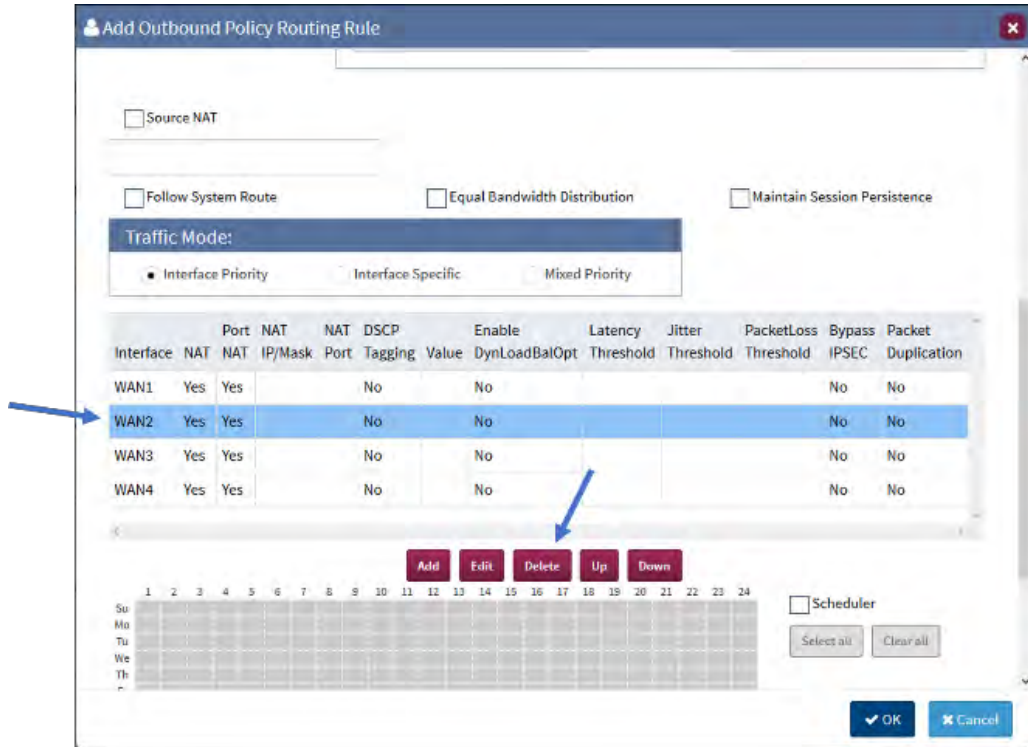 Add Outbound Policy Routing Rule
Source NAT
Follow System Route Equal Bandwidth Distribution Maintain Session Persistence
Traffic Mode:
Interface Priority Interface Specific Mixed Priority
Port NAT NAT DSCP Enable Latency Jitter PacketLoss Bypass Packet
Interface NAT NAT IP/Mask Port Tagging Value DynLoadBalOpt Threshold Threshold Threshold IPSEC Duplication
WAN1 Yes Yes No No No No
WAN2 Yes Yes No No No No
WAN3 Yes Yes No No No No
WAN4 Yes Yes No No No No
Add Edit Delete Up Down
1 2 3 4 5 6 7 8 9 10 11 12 13 14 15 16 17 18 19 20 21 22 23 24
Scheduler
Su
Mo
Tu Select all Clear all
We
Th
OK Cancel